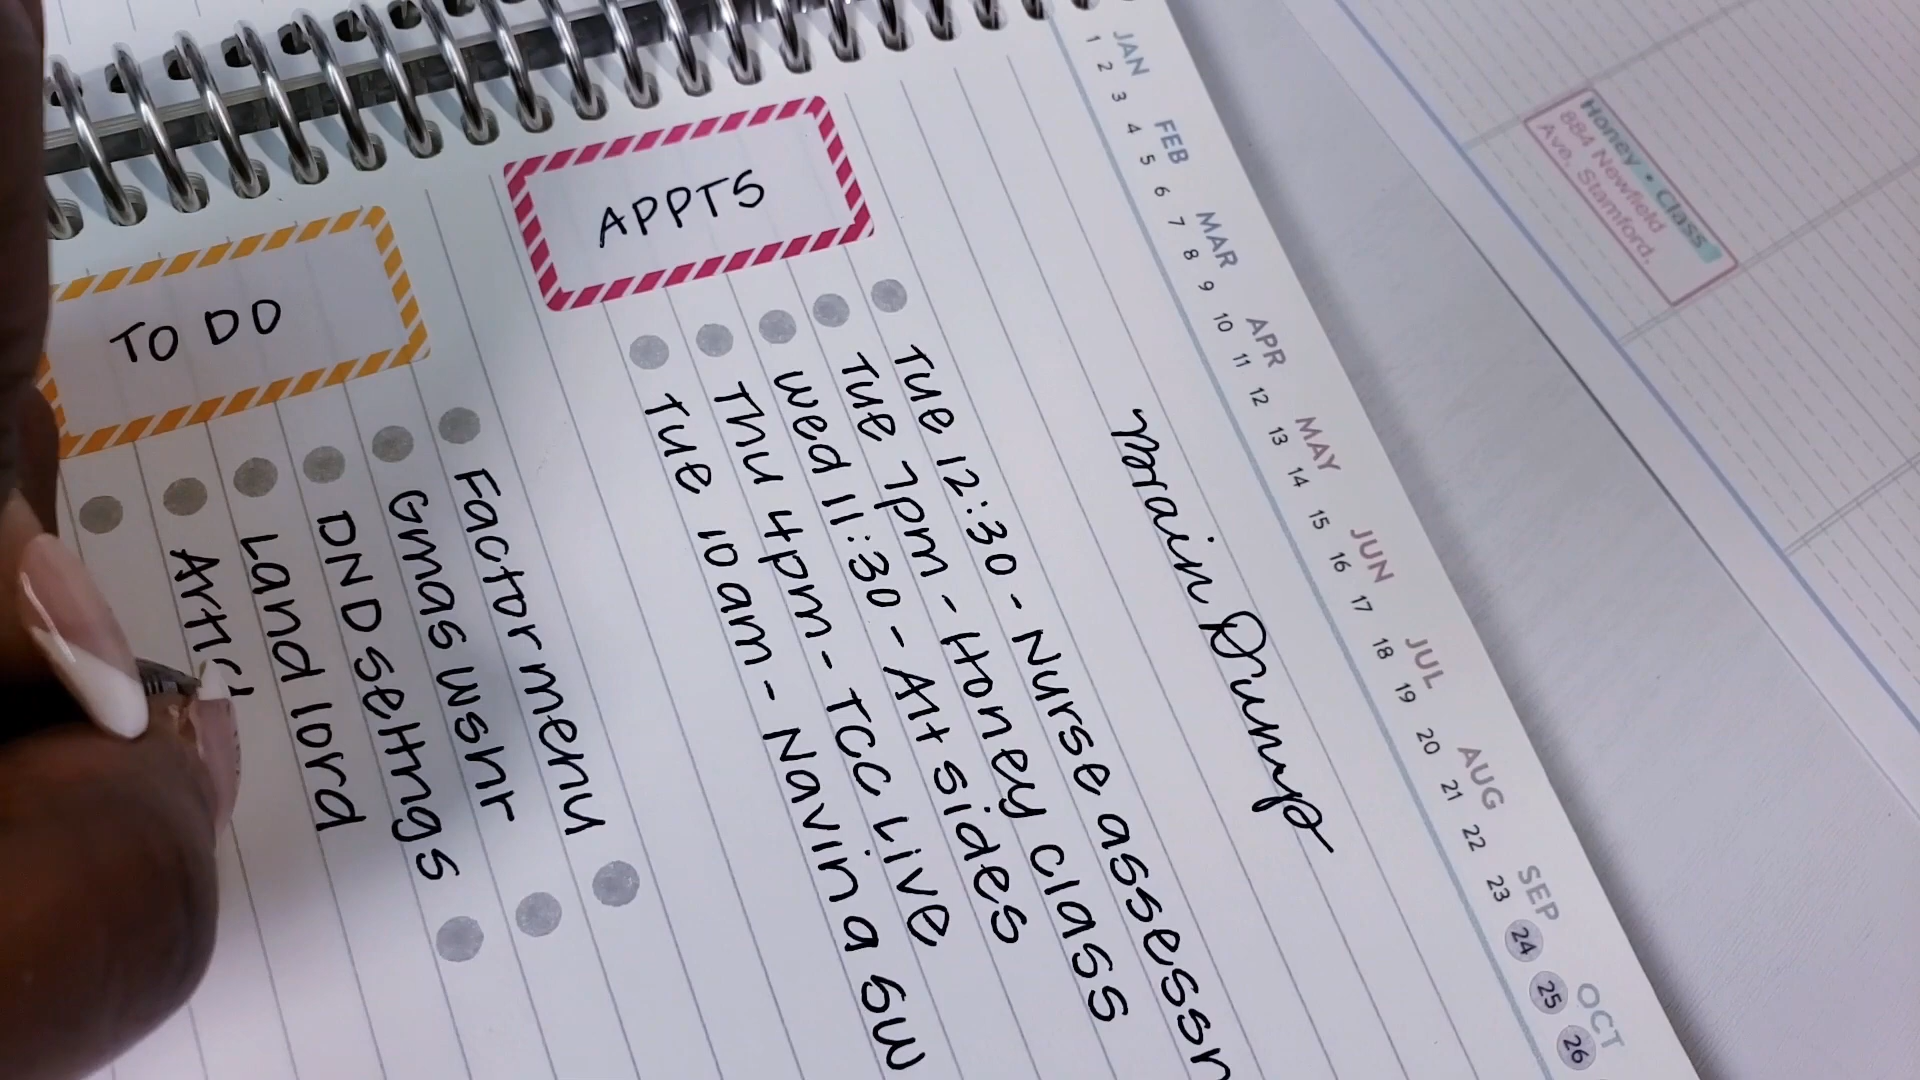 Brain Dump
APPTS
Tue 12:30 - Nurse assessm
Tue 7pm - Honey class
Wed 11:30 - Alt sides
Thu 4pm - TCC Live
Tue 10am - Navina SW
TO DO
Factor menu
Gmas wshr
DND settngs
Landlord
JAN FEB MAR APR MAY JUN JUL AUG SEP OCT
1 2 3 4 5 6 7 8 9 10 11 12 13 14 15 16 17 18 19 20 21 22 23 24 25 26
Honey • Class
884 Newfield
Ave, Stamford,